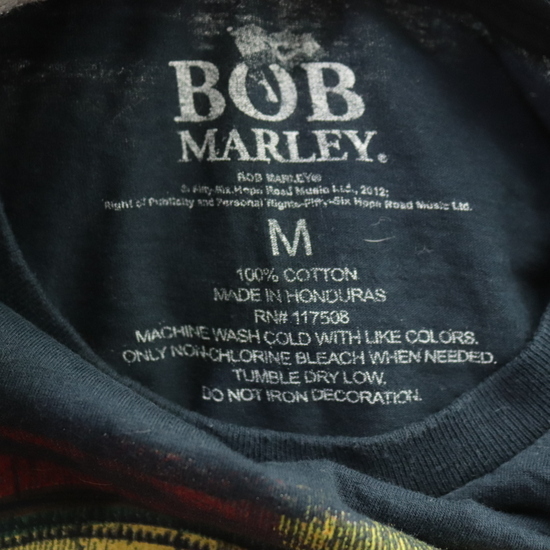 BOB
MARLEY®
BOB MARLEY®
© Fifty-Six Hope Road Music Ltd., 2012;
Right of Publicity and Personal Rights-Fifty-Six Hope Road Music Ltd.
M
100% COTTON
MADE IN HONDURAS
RN# 117508
MACHINE WASH COLD WITH LIKE COLORS.
ONLY NON-CHLORINE BLEACH WHEN NEEDED.
TUMBLE DRY LOW.
DO NOT IRON DECORATION.